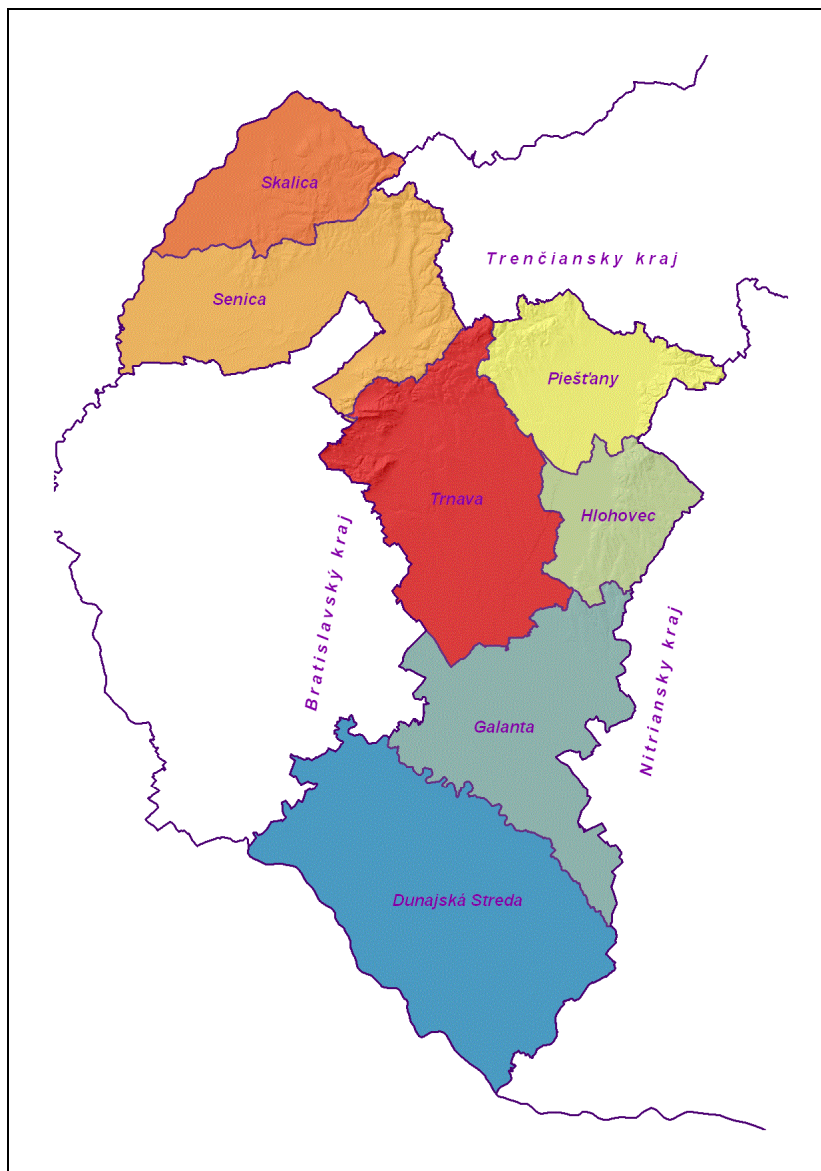 Skalica
Trenčiansky kraj
Senica
Piešťany
Trnava
Hlohovec
Bratislavský kraj
Nitriansky kraj
Galanta
Dunajská Streda